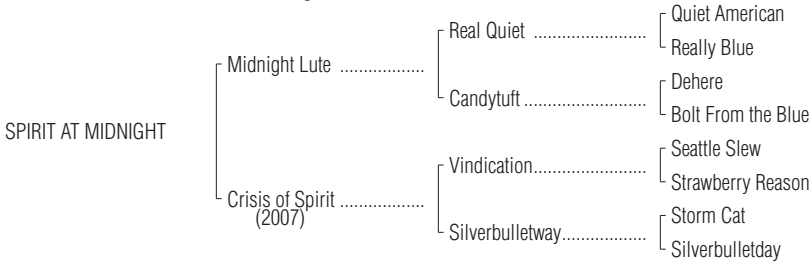 Quiet American
Real Quiet ........................
Really Blue
Midnight Lute ..................
Dehere
Candytuft ..........................
Bolt From the Blue
SPIRIT AT MIDNIGHT
Seattle Slew
Vindication........................
Strawberry Reason
Crisis of Spirit ..................
(2007)
Storm Cat
Silverbulletway..................
Silverbulletday